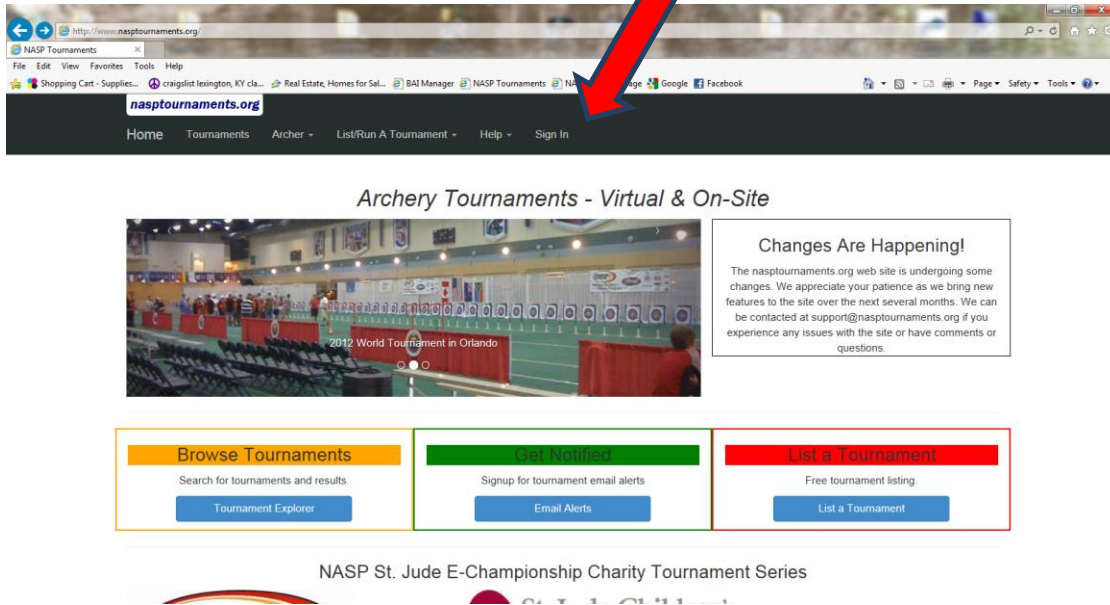 http://www.nasptournaments.org/
NASP Tournaments
File Edit View Favorites Tools Help
Shopping Cart - Supplies... craigslist lexington, KY cla... Real Estate, Homes for Sal... BAI Manager NASP Tournaments Google Facebook Page Safety Tools
nasptournaments.org
Home Tournaments Archer List/Run A Tournament Help Sign In
Archery Tournaments - Virtual & On-Site
2012 World Tournament in Orlando
Changes Are Happening!
The nasptournaments.org web site is undergoing some
changes. We appreciate your patience as we bring new
features to the site over the next several months. We can
be contacted at support@nasptournaments.org if you
experience any issues with the site or have comments or
questions.
Browse Tournaments
Search for tournaments and results.
Tournament Explorer
Get Notified
Signup for tournament email alerts
Email Alerts
List a Tournament
Free tournament listing.
List a Tournament
NASP St. Jude E-Championship Charity Tournament Series
St. Jude Children's